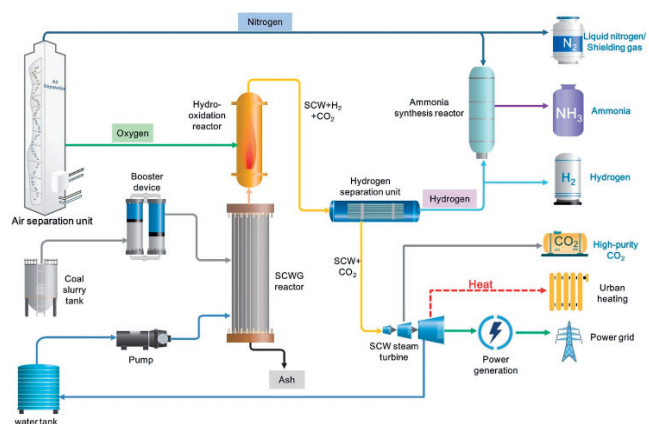 Nitrogen
N₂
Liquid nitrogen/
Shielding gas
Air
Separation
Hydro-
oxidation
reactor
SCW+H₂
+CO₂
Ammonia
synthesis reactor
NH₃
Ammonia
Oxygen
Booster
device
Hydrogen
separation unit
Hydrogen
H₂
Hydrogen
Air separation unit
Coal
slurry
tank
SCWG
reactor
SCW+
CO₂
CO₂
High-purity
CO₂
Heat
Urban
heating
Pump
SCW steam
turbine
Power
generation
Power grid
Ash
water tank